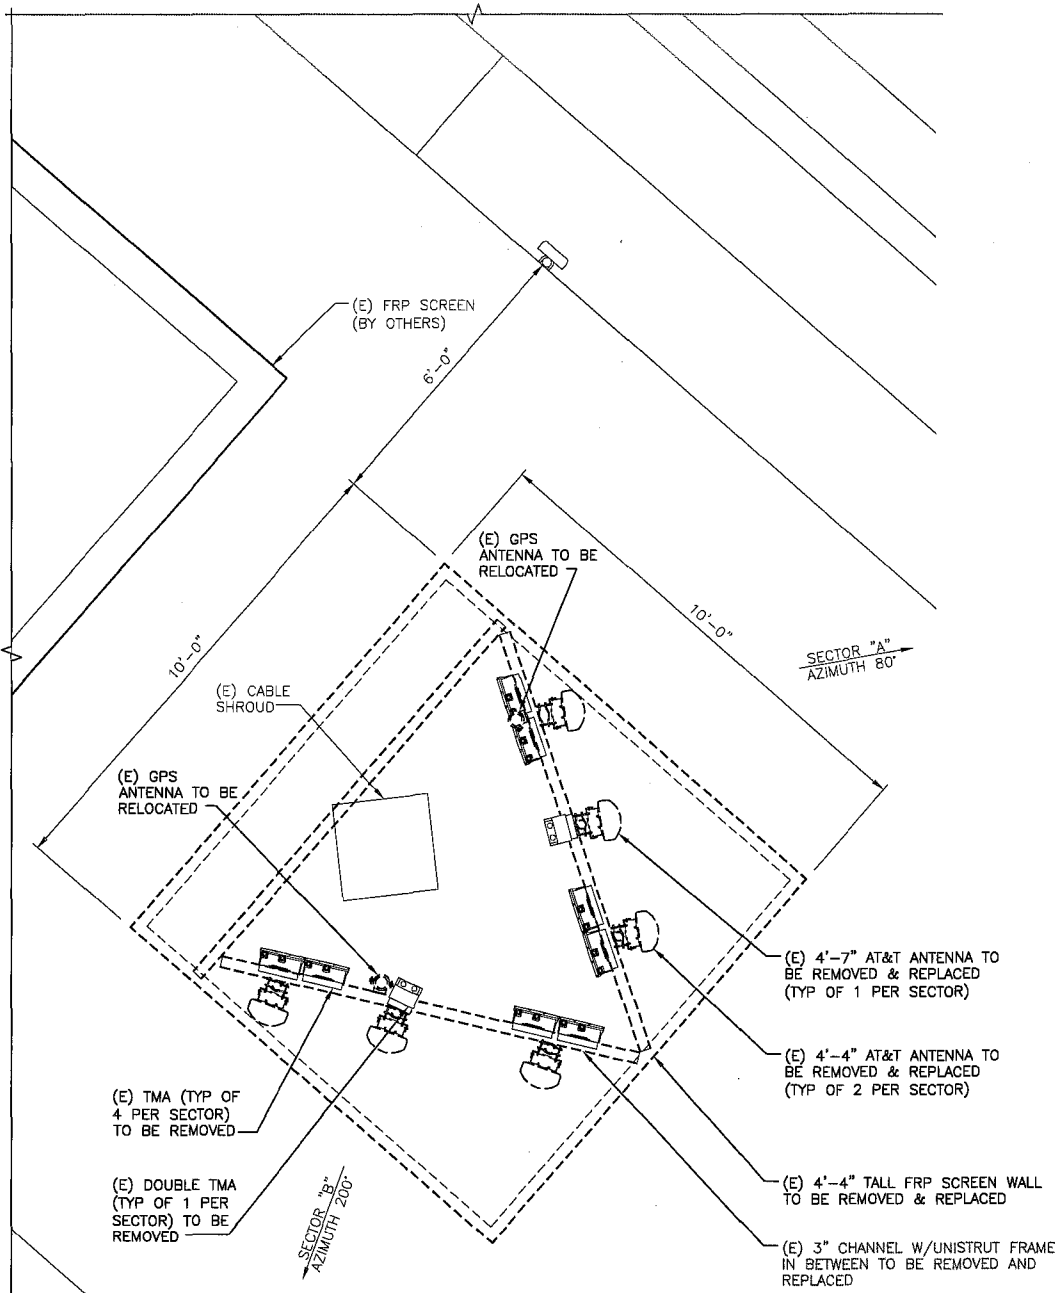 (E) FRP SCREEN
(BY OTHERS)
6'-0"
(E) GPS
ANTENNA TO BE
RELOCATED
10'-0"
10'-0"
SECTOR "A"
AZIMUTH 80°
(E) CABLE
SHROUD
(E) GPS
ANTENNA TO BE
RELOCATED
(E) 4'-7" AT&T ANTENNA TO
BE REMOVED & REPLACED
(TYP OF 1 PER SECTOR)
(E) 4'-4" AT&T ANTENNA TO
BE REMOVED & REPLACED
(TYP OF 2 PER SECTOR)
(E) TMA (TYP OF
4 PER SECTOR)
TO BE REMOVED
(E) DOUBLE TMA
(TYP OF 1 PER
SECTOR) TO BE
REMOVED
SECTOR "B"
AZIMUTH 200°
(E) 4'-4" TALL FRP SCREEN WALL
TO BE REMOVED & REPLACED
(E) 3" CHANNEL W/UNISTRUT FRAME
IN BETWEEN TO BE REMOVED AND
REPLACED